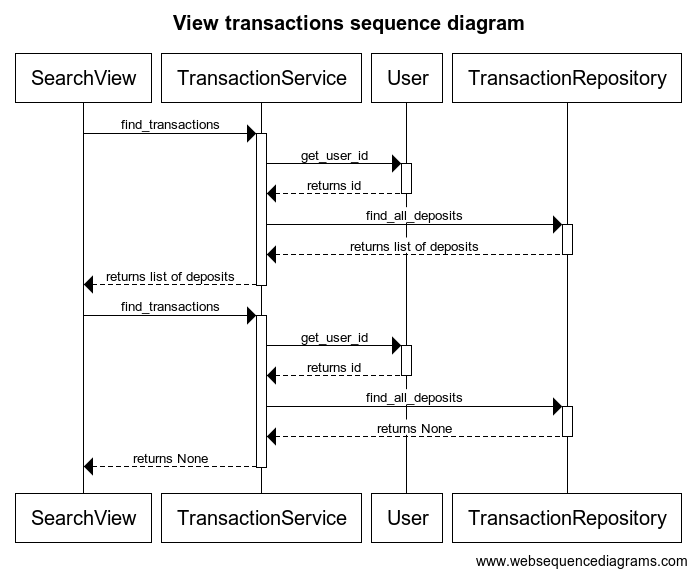 View transactions sequence diagram
SearchView
TransactionService
User
TransactionRepository
find_transactions
get_user_id
returns id
find_all_deposits
returns list of deposits
returns list of deposits
find_transactions
get_user_id
returns id
find_all_deposits
returns None
returns None
SearchView
TransactionService
User
TransactionRepository
www.websequencediagrams.com